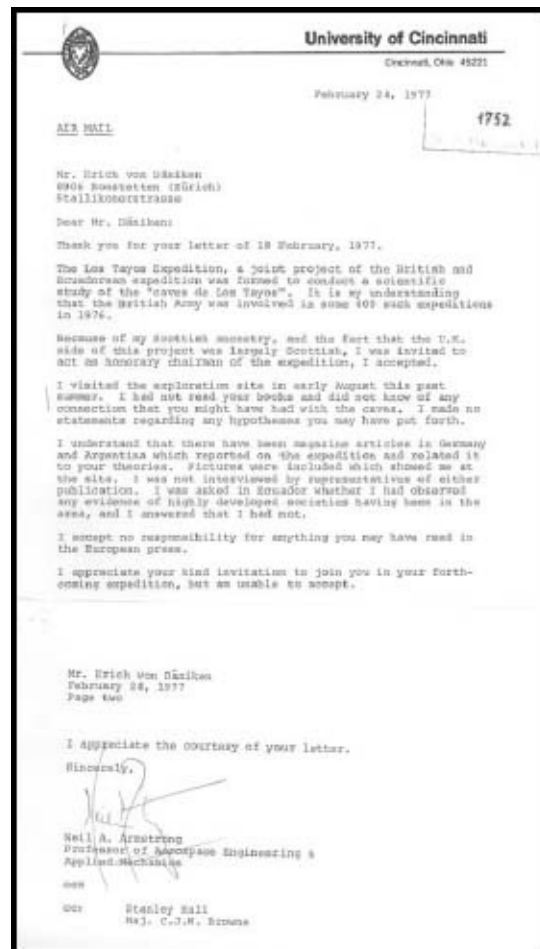 University of Cincinnati
Cincinnati, Ohio 45221
February 24, 1977
1752
AIR MAIL
Mr. Erich von Däniken
Stallikonerstrasse
Dear Mr. Däniken:
Thank you for your letter of 18 February, 1977.
The Los Tayos Expedition, a joint project of the British and
Ecuadorean expedition was formed to conduct a scientific
study of the "caves de Los Tayos". It is my understanding
that the British Army was involved in some 400 such expeditions
in 1976.
Because of my Scottish ancestry, and the fact that the U.K.
side of this project was largely Scottish, I was invited to
act as honorary chairman of the expedition, I accepted.
I visited the exploration site in early August this past
summer. I had not read your books and did not know of any
connection that you might have had with the caves. I made no
statements regarding any hypotheses you may have put forth.
I understand that there have been magazine articles in Germany
and Argentina which reported on the expedition and related it
to your theories. Pictures were included which showed me at
the site. I was not interviewed by representatives of either
publication. I was asked in Ecuador whether I had observed
any evidence of highly developed societies having been in the
area, and I answered that I had not.
I accept no responsibility for anything you may have read in
the European press.
I appreciate your kind invitation to join you in your forth-
coming expedition, but am unable to accept.
Mr. Erich von Däniken
February 24, 1977
Page two
I appreciate the courtesy of your letter.
Sincerely,
Neil A. Armstrong
Professor of Aerospace Engineering &
Applied Mechanics
cc: Stanley Hall
Maj. C.J.M. Browne